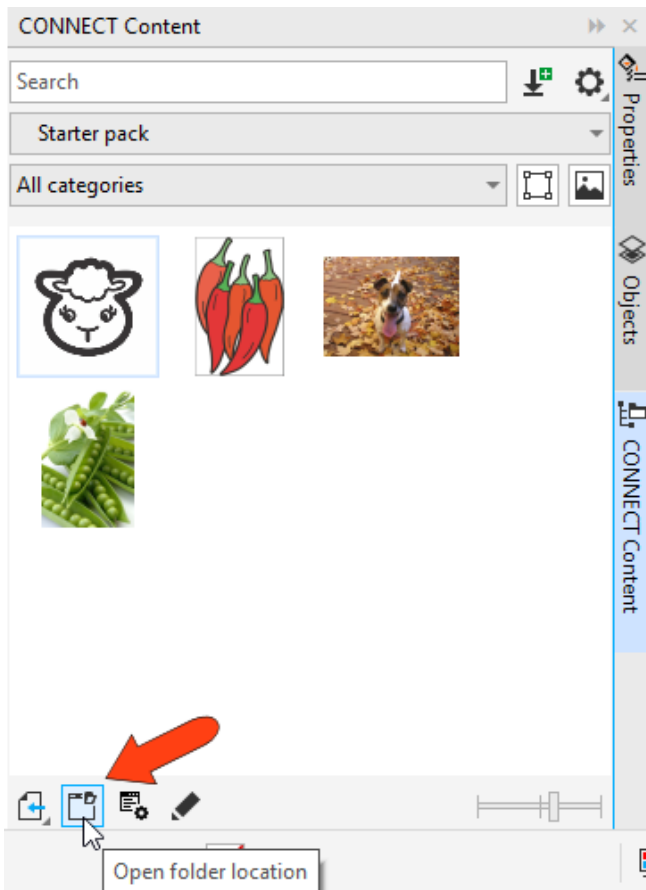 CONNECT Content
Search
Starter pack
All categories
Properties
Objects
CONNECT Content
Open folder location